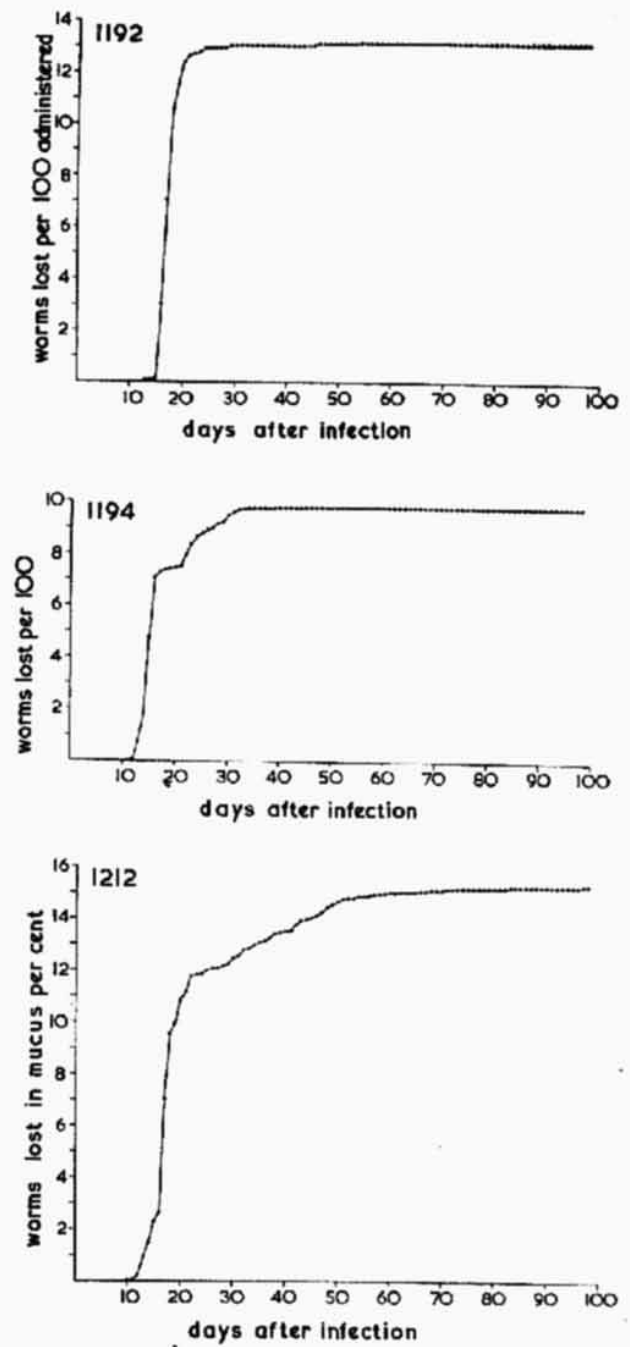 1192
worms lost per 100 administered
14
12
10
8
6
4
2
10 20 30 40 50 60 70 80 90 100
days after infection
1194
worms lost per 100
10
8
6
4
2
10 20 30 40 50 60 70 80 90 100
days after infection
1212
worms lost in mucus per cent
16
14
12
10
8
6
4
2
10 20 30 40 50 60 70 80 90 100
days after infection